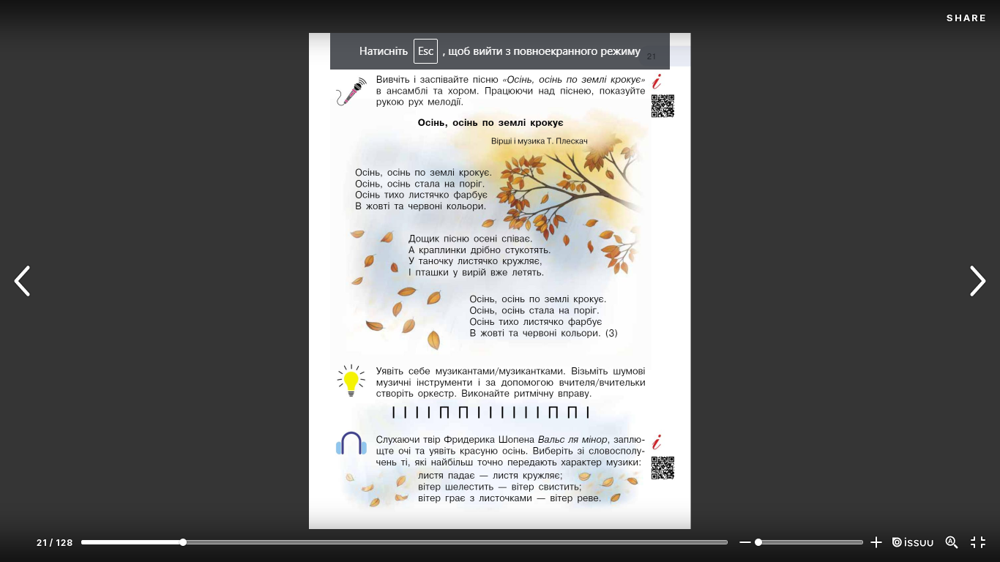 SHARE
Натисніть Esc , щоб вийти з повноекранного режиму
21
Вивчіть і заспівайте пісню «Осінь, осінь по землі крокує»
в ансамблі та хором. Працюючи над піснею, показуйте
рукою рух мелодії.
Осінь, осінь по землі крокує
Вірші і музика Т. Плескач
Осінь, осінь по землі крокує.
Осінь, осінь стала на поріг.
Осінь тихо листячко фарбує
В жовті та червоні кольори.
Дощик пісню осені співає.
А краплинки дрібно стукотять.
У таночку листячко кружляє,
І пташки у вирій вже летять.
Осінь, осінь по землі крокує.
Осінь, осінь стала на поріг.
Осінь тихо листячко фарбує
В жовті та червоні кольори. (3)
Уявіть себе музикантами/музикантками. Візьміть шумові
музичні інструменти і за допомогою вчителя/вчительки
створіть оркестр. Виконайте ритмічну вправу.
Слухаючи твір Фридерика Шопена Вальс ля мінор, заплю-
ще очі та уявіть красуню осінь. Виберіть зі словосполу-
чень ті, які найбільш точно передають характер музики:
листя падає — листя кружляє;
вітер шелестить — вітер свистить;
вітер грає з листочками — вітер реве.
21 / 128
issuu